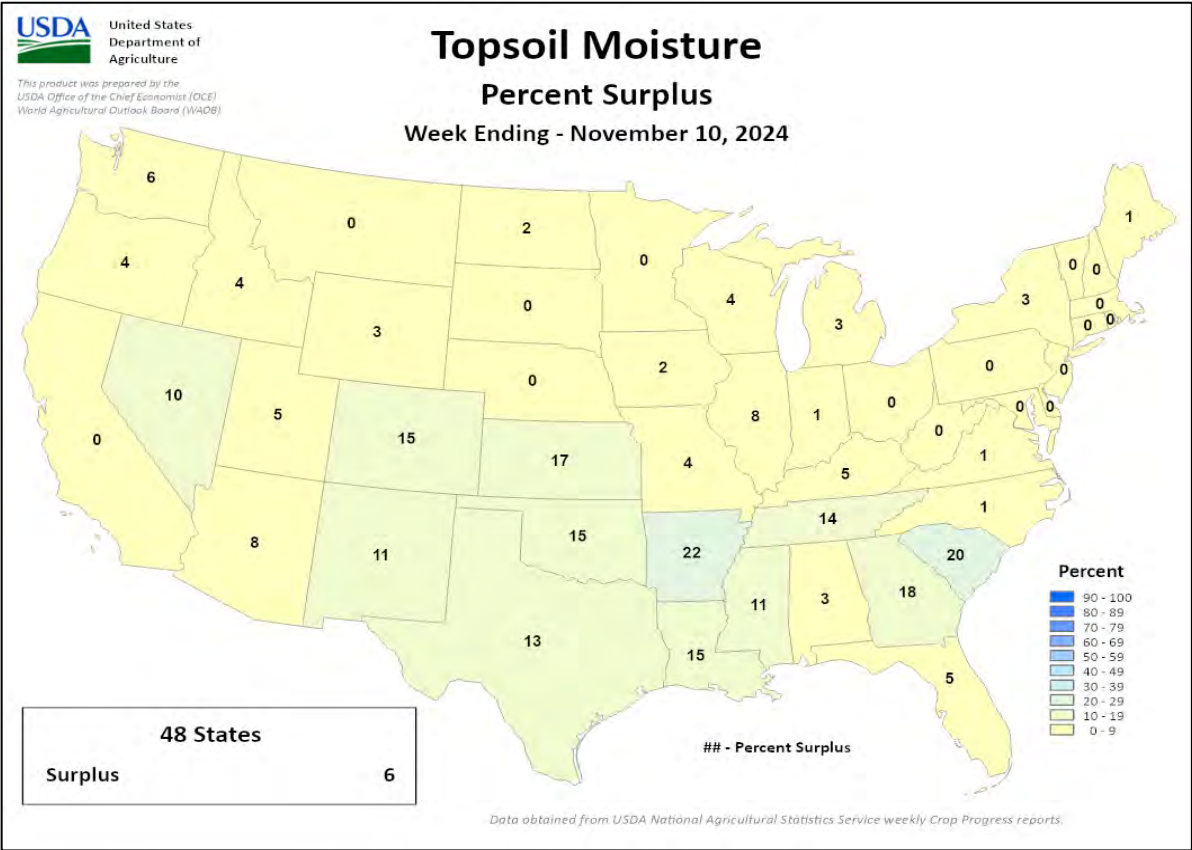 USDA
United States
Department of
Agriculture
This product was prepared by the
USDA Office of the Chief Economist (OCE)
World Agricultural Outlook Board (WAOB)
Topsoil Moisture
Percent Surplus
Week Ending - November 10, 2024
6
0
2
0
1
4
4
3
0
4
3
3
0
0
0
0
0
10
5
15
0
2
8
1
0
0
0
0
0
0
0
17
4
5
1
8
11
15
22
14
1
20
13
15
11
3
18
5
Percent
90 - 100
80 - 89
70 - 79
60 - 69
50 - 59
40 - 49
30 - 39
20 - 29
10 - 19
0 - 9
48 States
Surplus 6
## - Percent Surplus
Data obtained from USDA National Agricultural Statistics Service weekly Crop Progress reports.